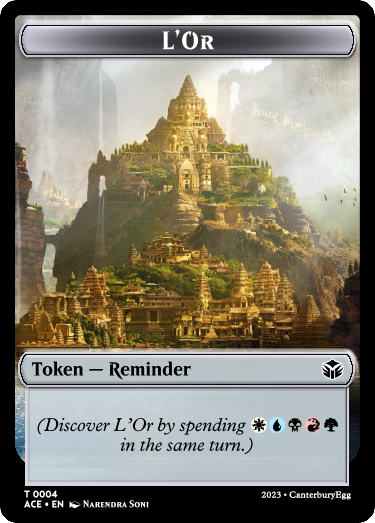 L'Or
Token — Reminder
(Discover L'Or by spending
in the same turn.)
T 0004
ACE • EN Narendra Soni
2023 • CanterburyEgg